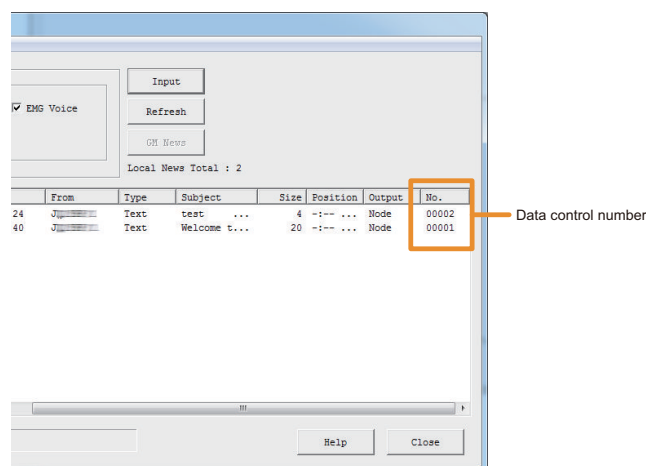 Input
EMG Voice
Refresh
GM News
Local News Total : 2
From Type Subject Size Position Output No.
24 Text test ... 4 -:-- ... Node 00002
40 Text Welcome t... 20 -:-- ... Node 00001
Data control number
Help Close